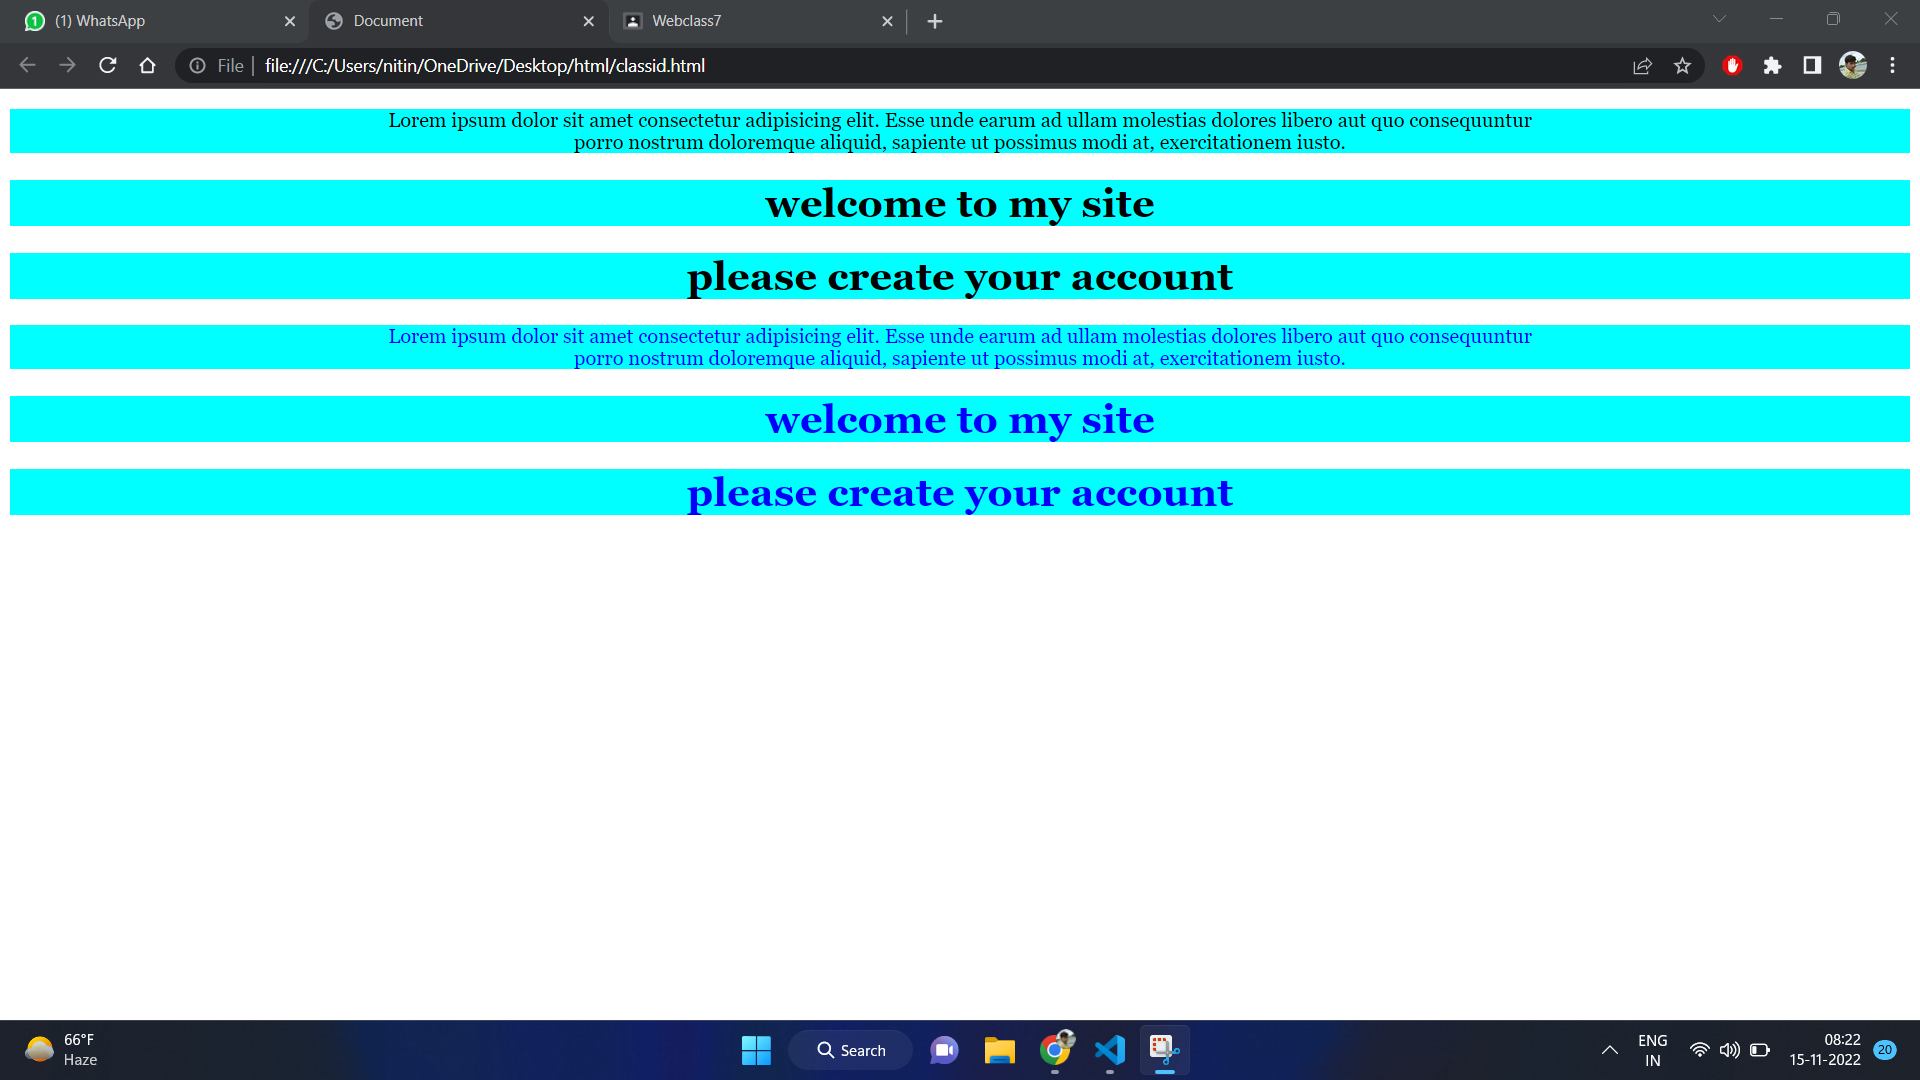 (1) WhatsApp
Document
Webclass7
File
file:///C:/Users/nitin/OneDrive/Desktop/html/classid.html
Lorem ipsum dolor sit amet consectetur adipisicing elit. Esse unde earum ad ullam molestias dolores libero aut quo consequuntur
porro nostrum doloremque aliquid, sapiente ut possimus modi at, exercitationem iusto.
welcome to my site
please create your account
Lorem ipsum dolor sit amet consectetur adipisicing elit. Esse unde earum ad ullam molestias dolores libero aut quo consequuntur
porro nostrum doloremque aliquid, sapiente ut possimus modi at, exercitationem iusto.
welcome to my site
please create your account
66°F
Haze
Search
ENG
IN
08:22
15-11-2022
20